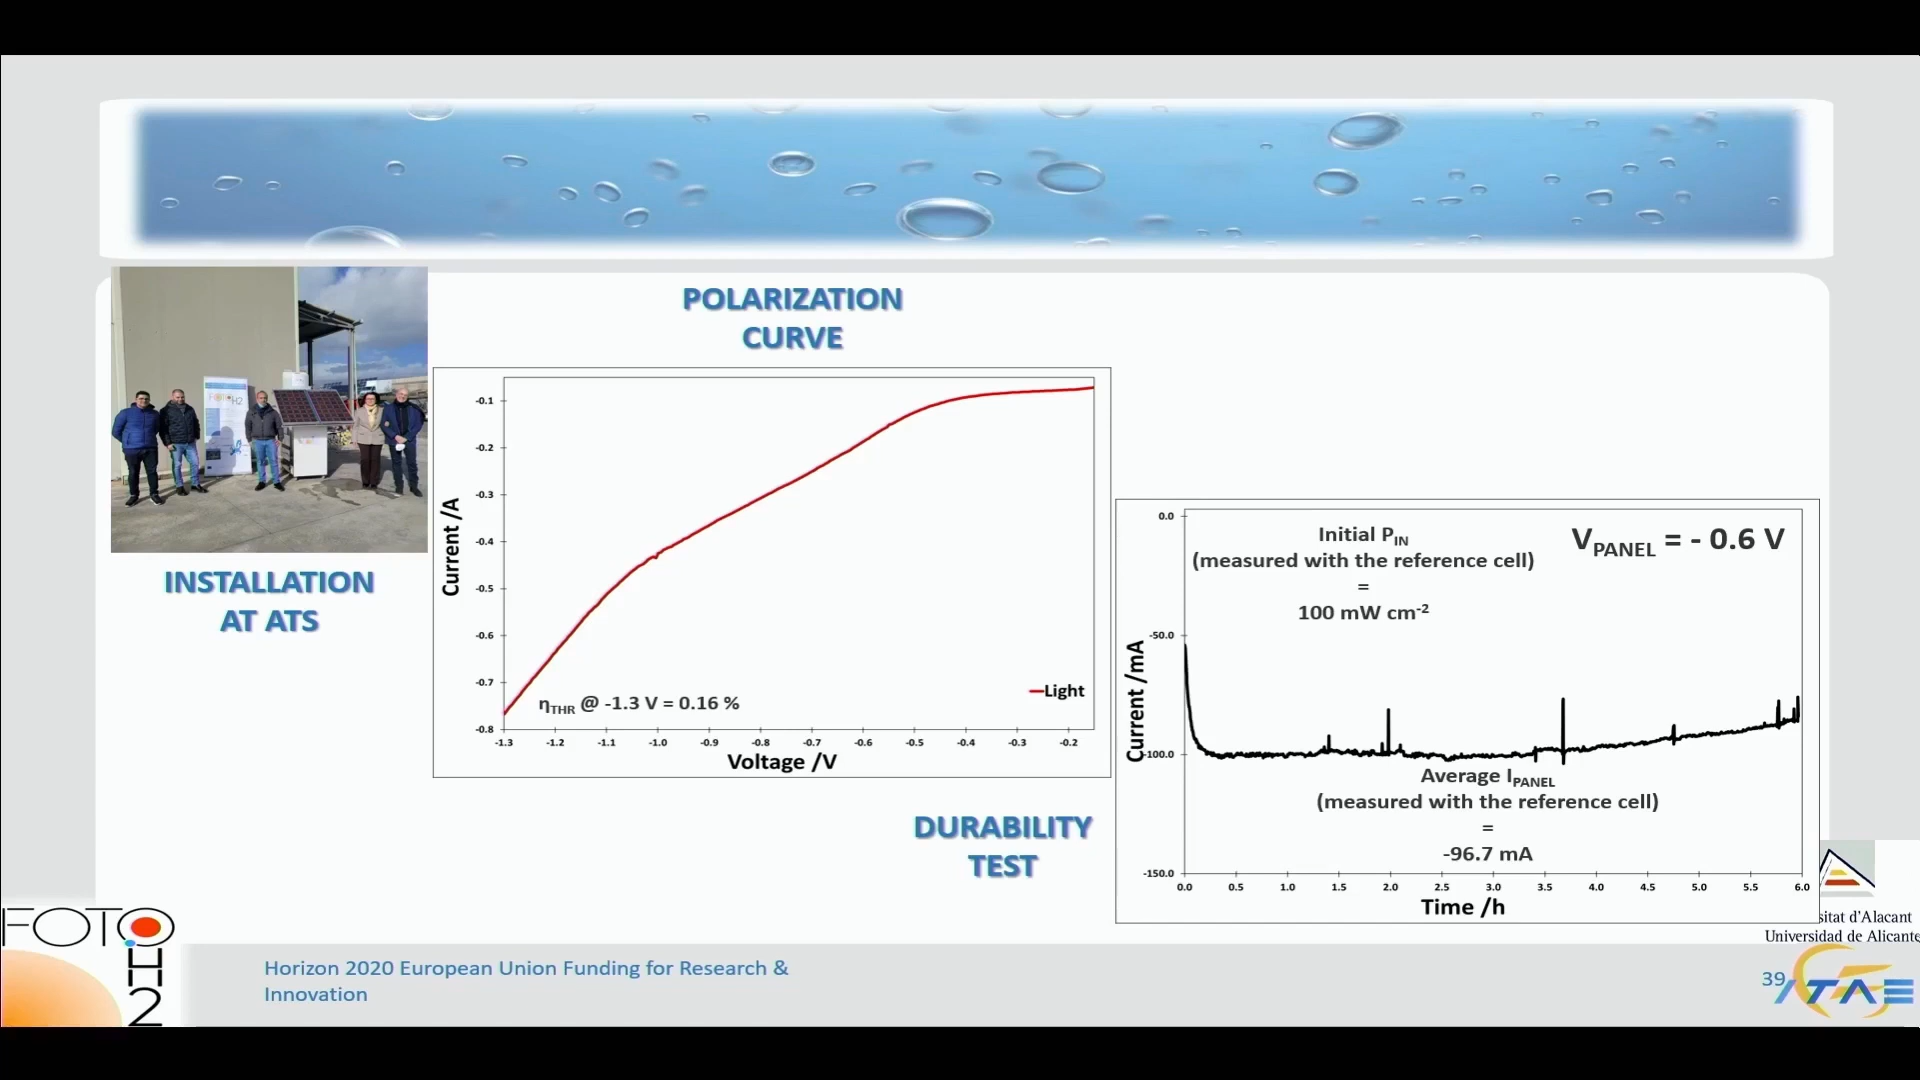 POLARIZATION
CURVE
FOTOH2
INSTALLATION
AT ATS
Current /A
-0.1
-0.2
-0.3
-0.4
-0.5
-0.6
-0.7
-0.8
-1.3 -1.2 -1.1 -1.0 -0.9 -0.8 -0.7 -0.6 -0.5 -0.4 -0.3 -0.2
Voltage /V
ηTHR @ -1.3 V = 0.16 %
Light
DURABILITY
TEST
Initial PIN
(measured with the reference cell)
=
100 mW cm-2
VPANEL = - 0.6 V
Current /mA
0.0
-50.0
-100.0
-150.0
Average IPANEL
(measured with the reference cell)
=
-96.7 mA
0.0 0.5 1.0 1.5 2.0 2.5 3.0 3.5 4.0 4.5 5.0 5.5 6.0
Time /h
sitat d'Alacant
Universidad de Alicante
FOTO
H
2
Horizon 2020 European Union Funding for Research &
Innovation
39
ITAE